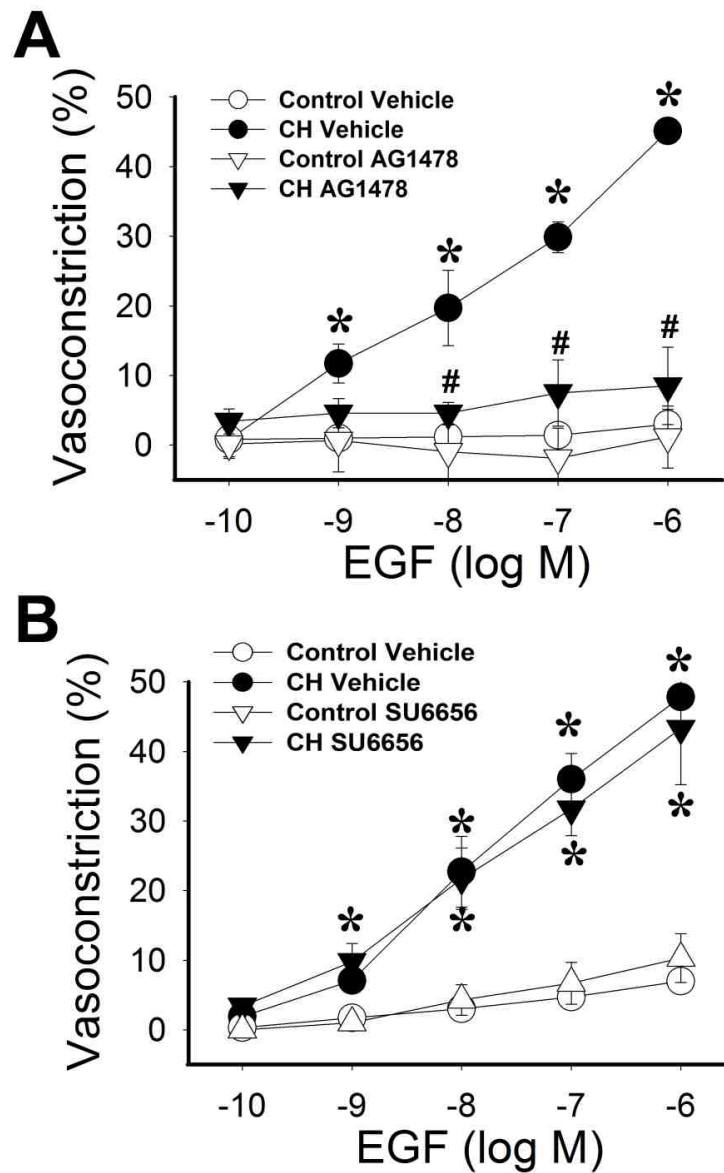 A
Control Vehicle
CH Vehicle
Control AG1478
CH AG1478
Vasoconstriction (%)
50
40
30
20
10
0
*
*
*
*
#
#
#
-10 -9 -8 -7 -6
EGF (log M)
B
Control Vehicle
CH Vehicle
Control SU6656
CH SU6656
Vasoconstriction (%)
50
40
30
20
10
0
*
*
*
*
*
*
*
-10 -9 -8 -7 -6
EGF (log M)